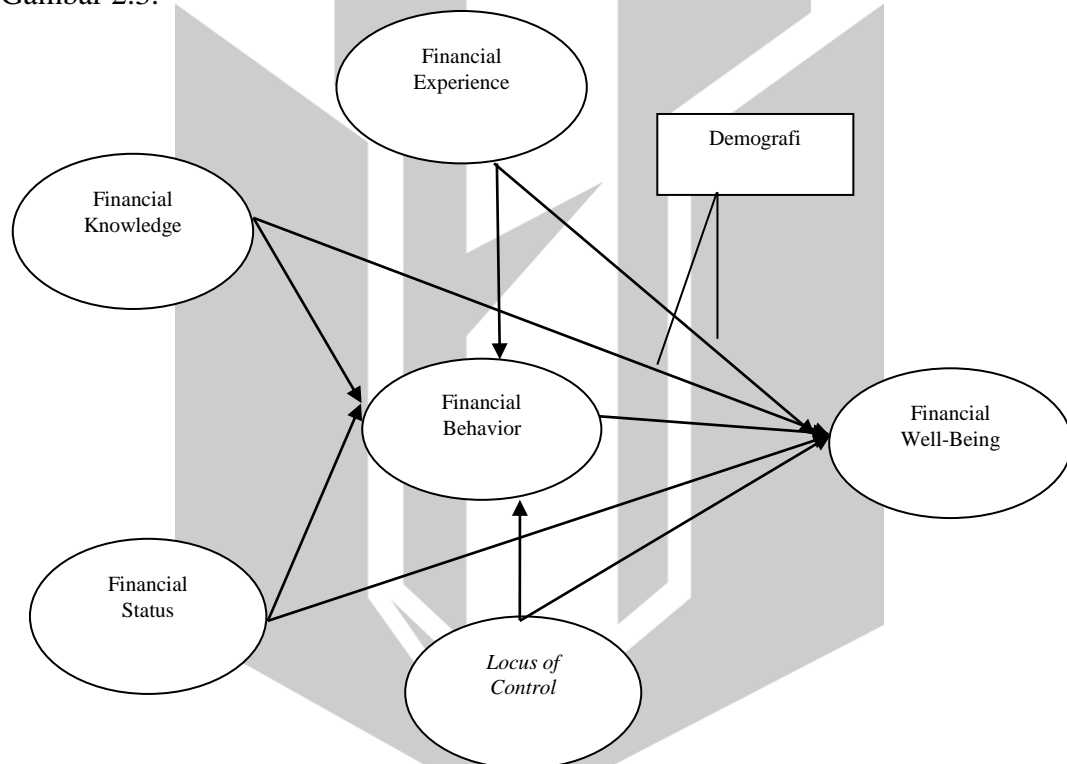 Gambar 2.3.
Financial
Experience
Demografi
Financial
Knowledge
Financial
Behavior
Financial
Well-Being
Financial
Status
Locus of
Control